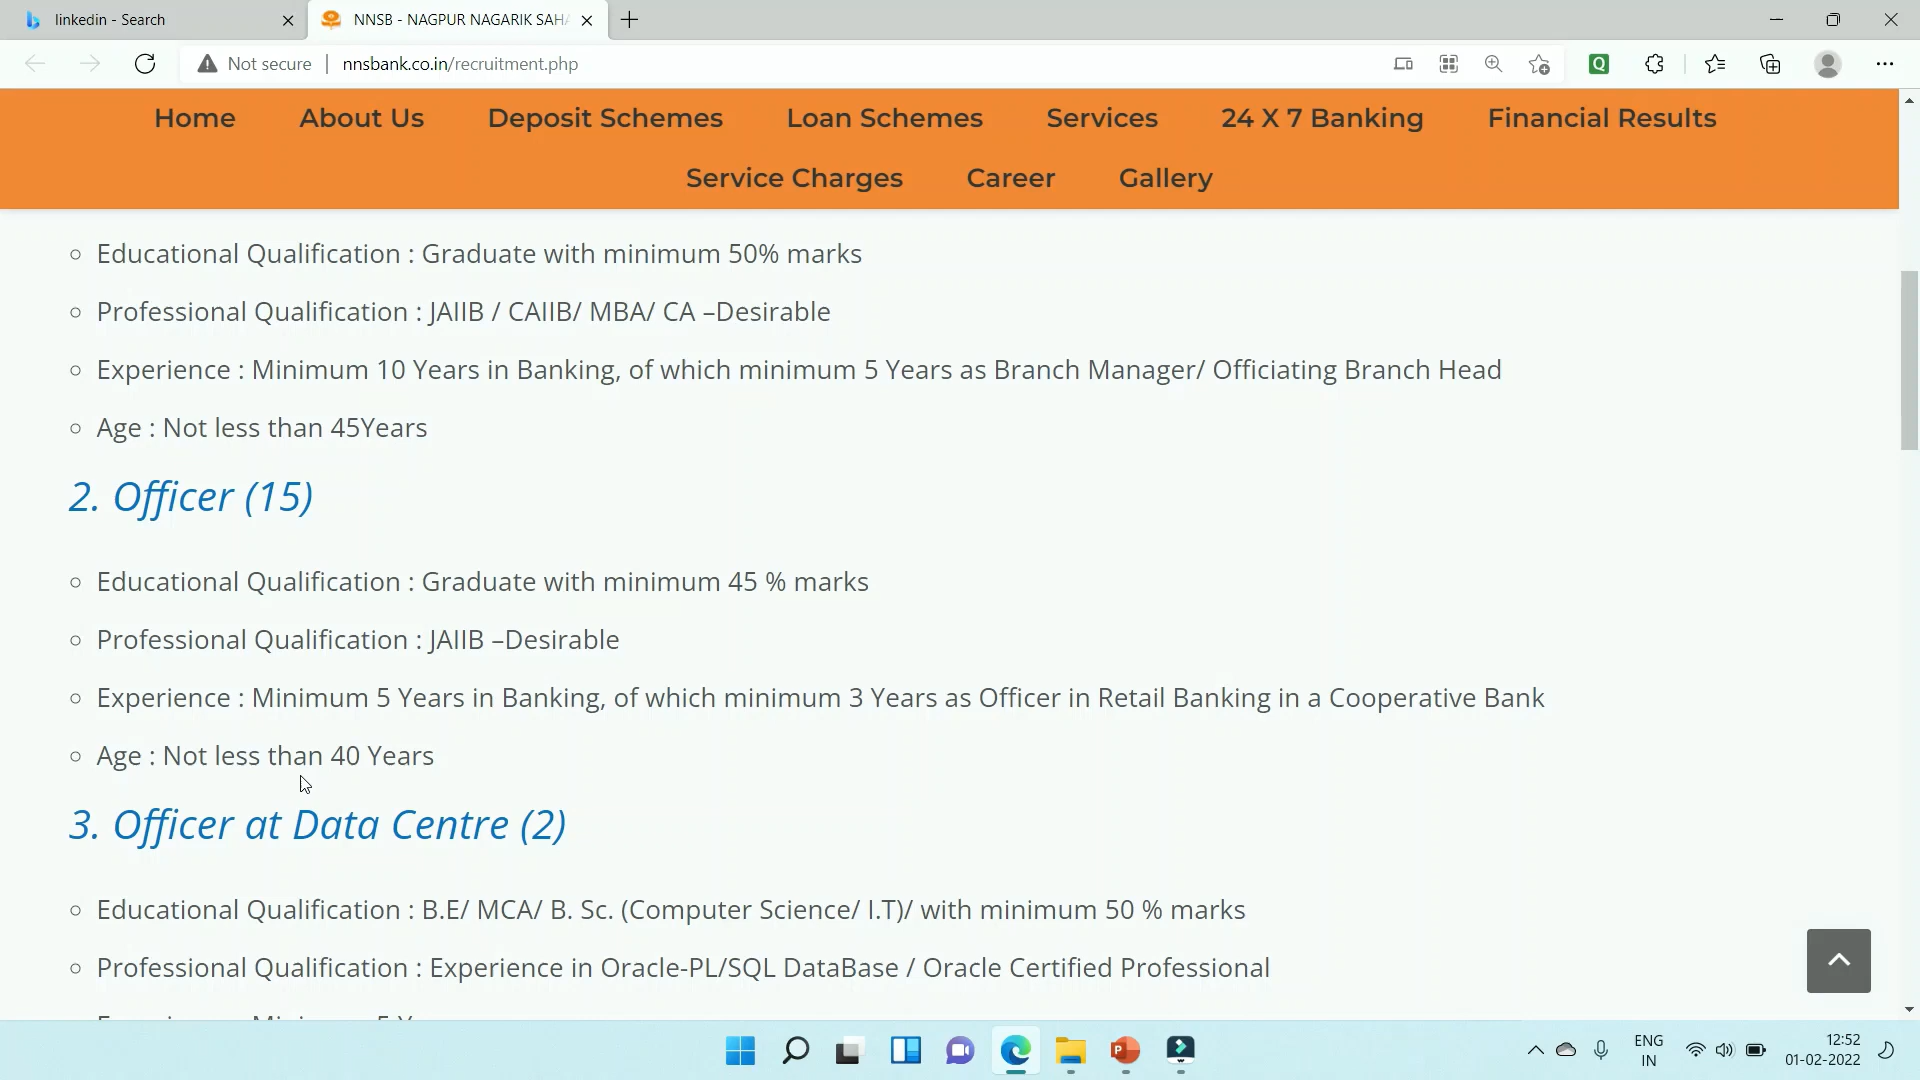 linkedin - Search
NNSB - NAGPUR NAGARIK SAHA
Not secure
nnsbank.co.in/recruitment.php
Home About Us Deposit Schemes Loan Schemes Services 24 X 7 Banking Financial Results
Service Charges Career Gallery
Educational Qualification : Graduate with minimum 50% marks
Professional Qualification : JAIIB / CAIIB/ MBA/ CA –Desirable
Experience : Minimum 10 Years in Banking, of which minimum 5 Years as Branch Manager/ Officiating Branch Head
Age : Not less than 45Years
2. Officer (15)
Educational Qualification : Graduate with minimum 45 % marks
Professional Qualification : JAIIB –Desirable
Experience : Minimum 5 Years in Banking, of which minimum 3 Years as Officer in Retail Banking in a Cooperative Bank
Age : Not less than 40 Years
3. Officer at Data Centre (2)
Educational Qualification : B.E/ MCA/ B. Sc. (Computer Science/ I.T)/ with minimum 50 % marks
Professional Qualification : Experience in Oracle-PL/SQL DataBase / Oracle Certified Professional
ENG
IN
12:52
01-02-2022